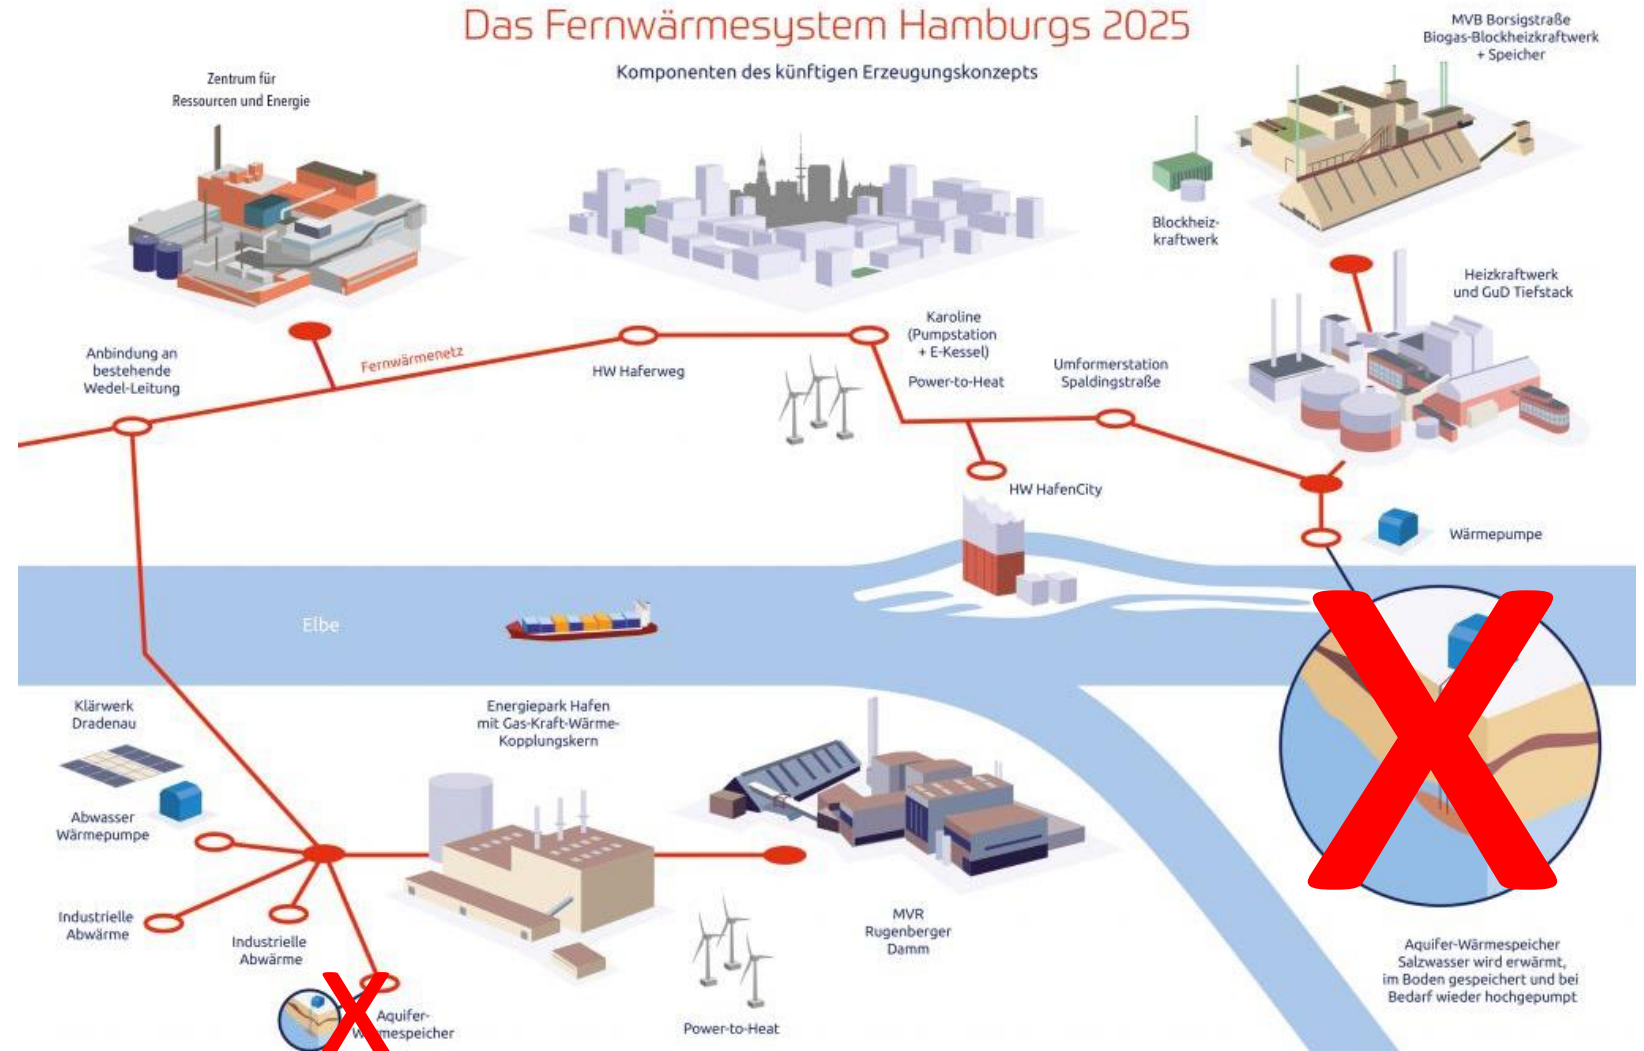 Das Fernwärmesystem Hamburgs 2025
Komponenten des künftigen Erzeugungskonzepts
MVB Borsigstraße
Biogas-Blockheizkraftwerk
+ Speicher
Zentrum für
Ressourcen und Energie
Blockheiz-
kraftwerk
Heizkraftwerk
und GuD Tiefstack
Anbindung an
bestehende
Wedel-Leitung
Fernwärmenetz
HW Haferweg
Karoline
(Pumpstation
+ E-Kessel)
Power-to-Heat
Umformerstation
Spaldingstraße
HW HafenCity
Wärmepumpe
Elbe
Klärwerk
Dradenau
Abwasser
Wärmepumpe
Energiepark Hafen
mit Gas-Kraft-Wärme-
Kopplungskern
Industrielle
Abwärme
Industrielle
Abwärme
MVR
Rugenberger
Damm
X
X
Aquifer-
Wärmespeicher
Power-to-Heat
Aquifer-Wärmespeicher
Salzwasser wird erwärmt,
im Boden gespeichert und bei
Bedarf wieder hochgepumpt